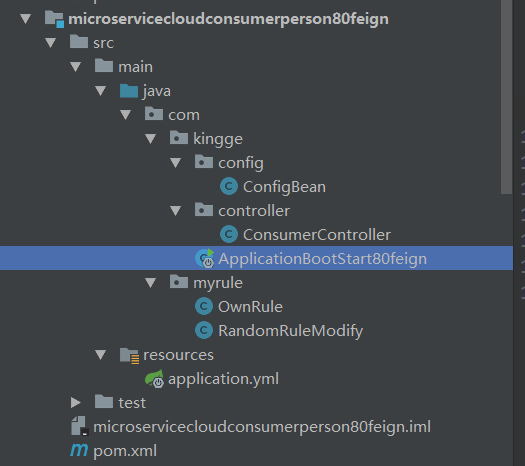 microservicecloudconsumerperson80feign
src
main
java
com
kingge
config
ConfigBean
controller
ConsumerController
ApplicationBootStart80feign
myrule
OwnRule
RandomRuleModify
resources
application.yml
test
microservicecloudconsumerperson80feign.iml
pom.xml